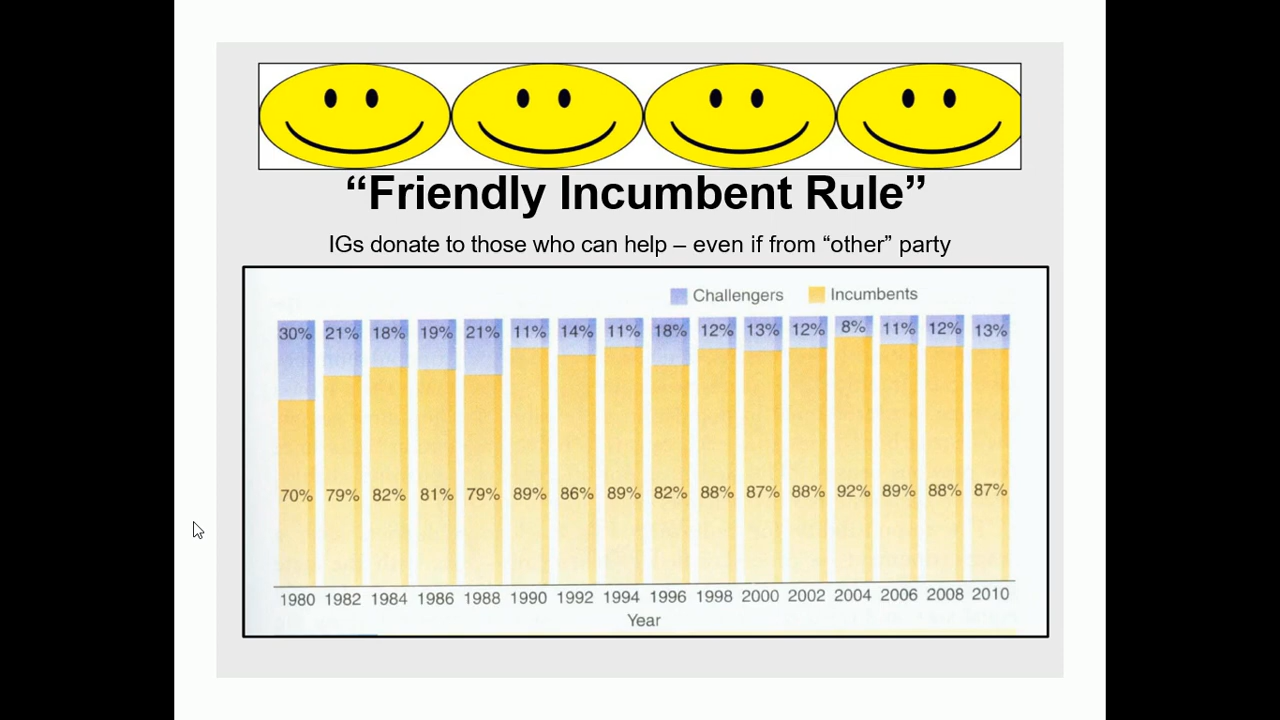 “Friendly Incumbent Rule”
IGs donate to those who can help – even if from “other” party
Challengers Incumbents
30% 21% 18% 19% 21% 11% 14% 11% 18% 12% 13% 12% 8% 11% 12% 13%
70% 79% 82% 81% 79% 89% 86% 89% 82% 88% 87% 88% 92% 89% 88% 87%
1980 1982 1984 1986 1988 1990 1992 1994 1996 1998 2000 2002 2004 2006 2008 2010
Year